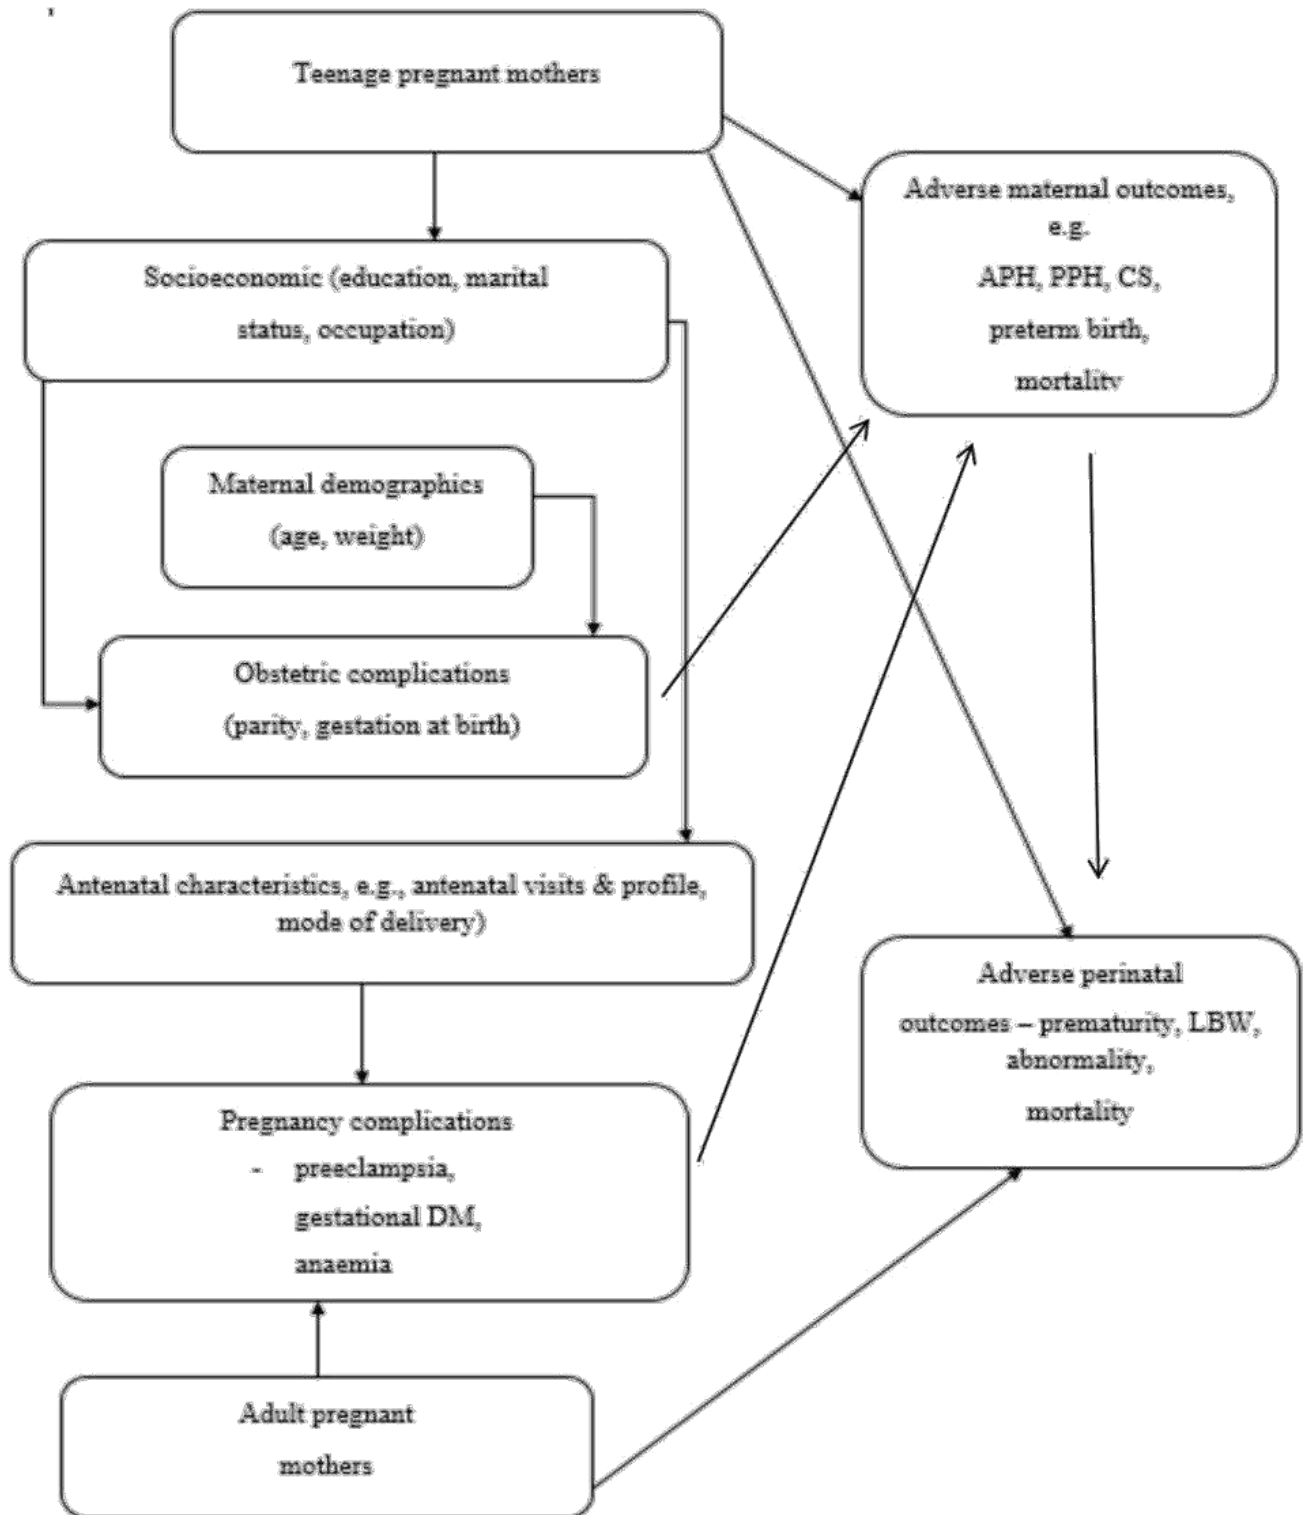 Teenage pregnant mothers
Adverse maternal outcomes,
e.g.
APH, PPH, CS,
preterm birth,
mortality
Socioeconomic (education, marital
status, occupation)
Maternal demographics
(age, weight)
Obstetric complications
(parity, gestation at birth)
Antenatal characteristics, e.g., antenatal visits & profile,
mode of delivery)
Adverse perinatal
outcomes – prematurity, LBW,
abnormality,
mortality
Pregnancy complications
- preeclampsia,
gestational DM,
anaemia
Adult pregnant
mothers